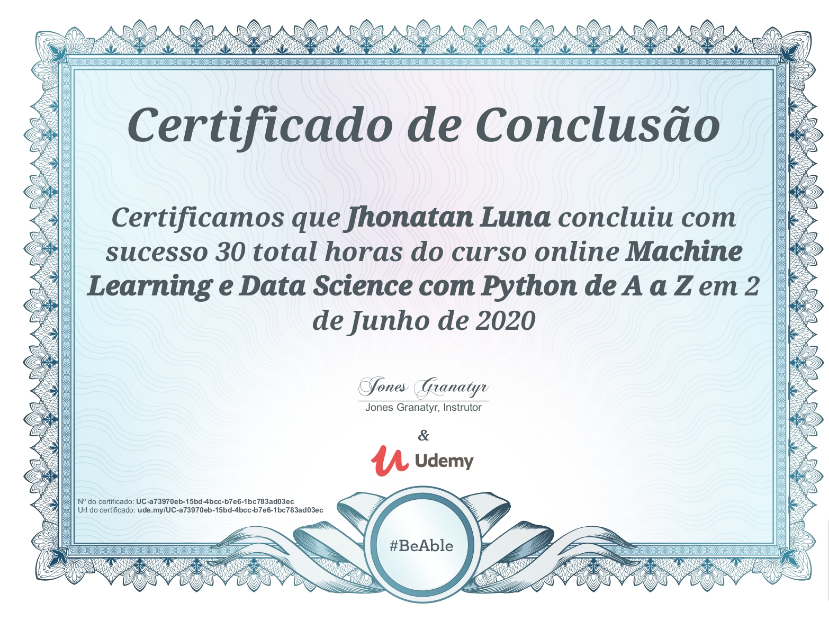 Certificado de Conclusão
Certificamos que Jhonatan Luna concluiu com
sucesso 30 total horas do curso online Machine
Learning e Data Science com Python de A a Z em 2
de Junho de 2020
Jones Granatyr
Jones Granatyr, Instrutor
&
Udemy
Nº do certificado: UC-a73970eb-15bd-4bcc-b7e6-1bc783ad03ec
Url do certificado: ude.my/UC-a73970eb-15bd-4bcc-b7e6-1bc783ad03ec
#BeAble